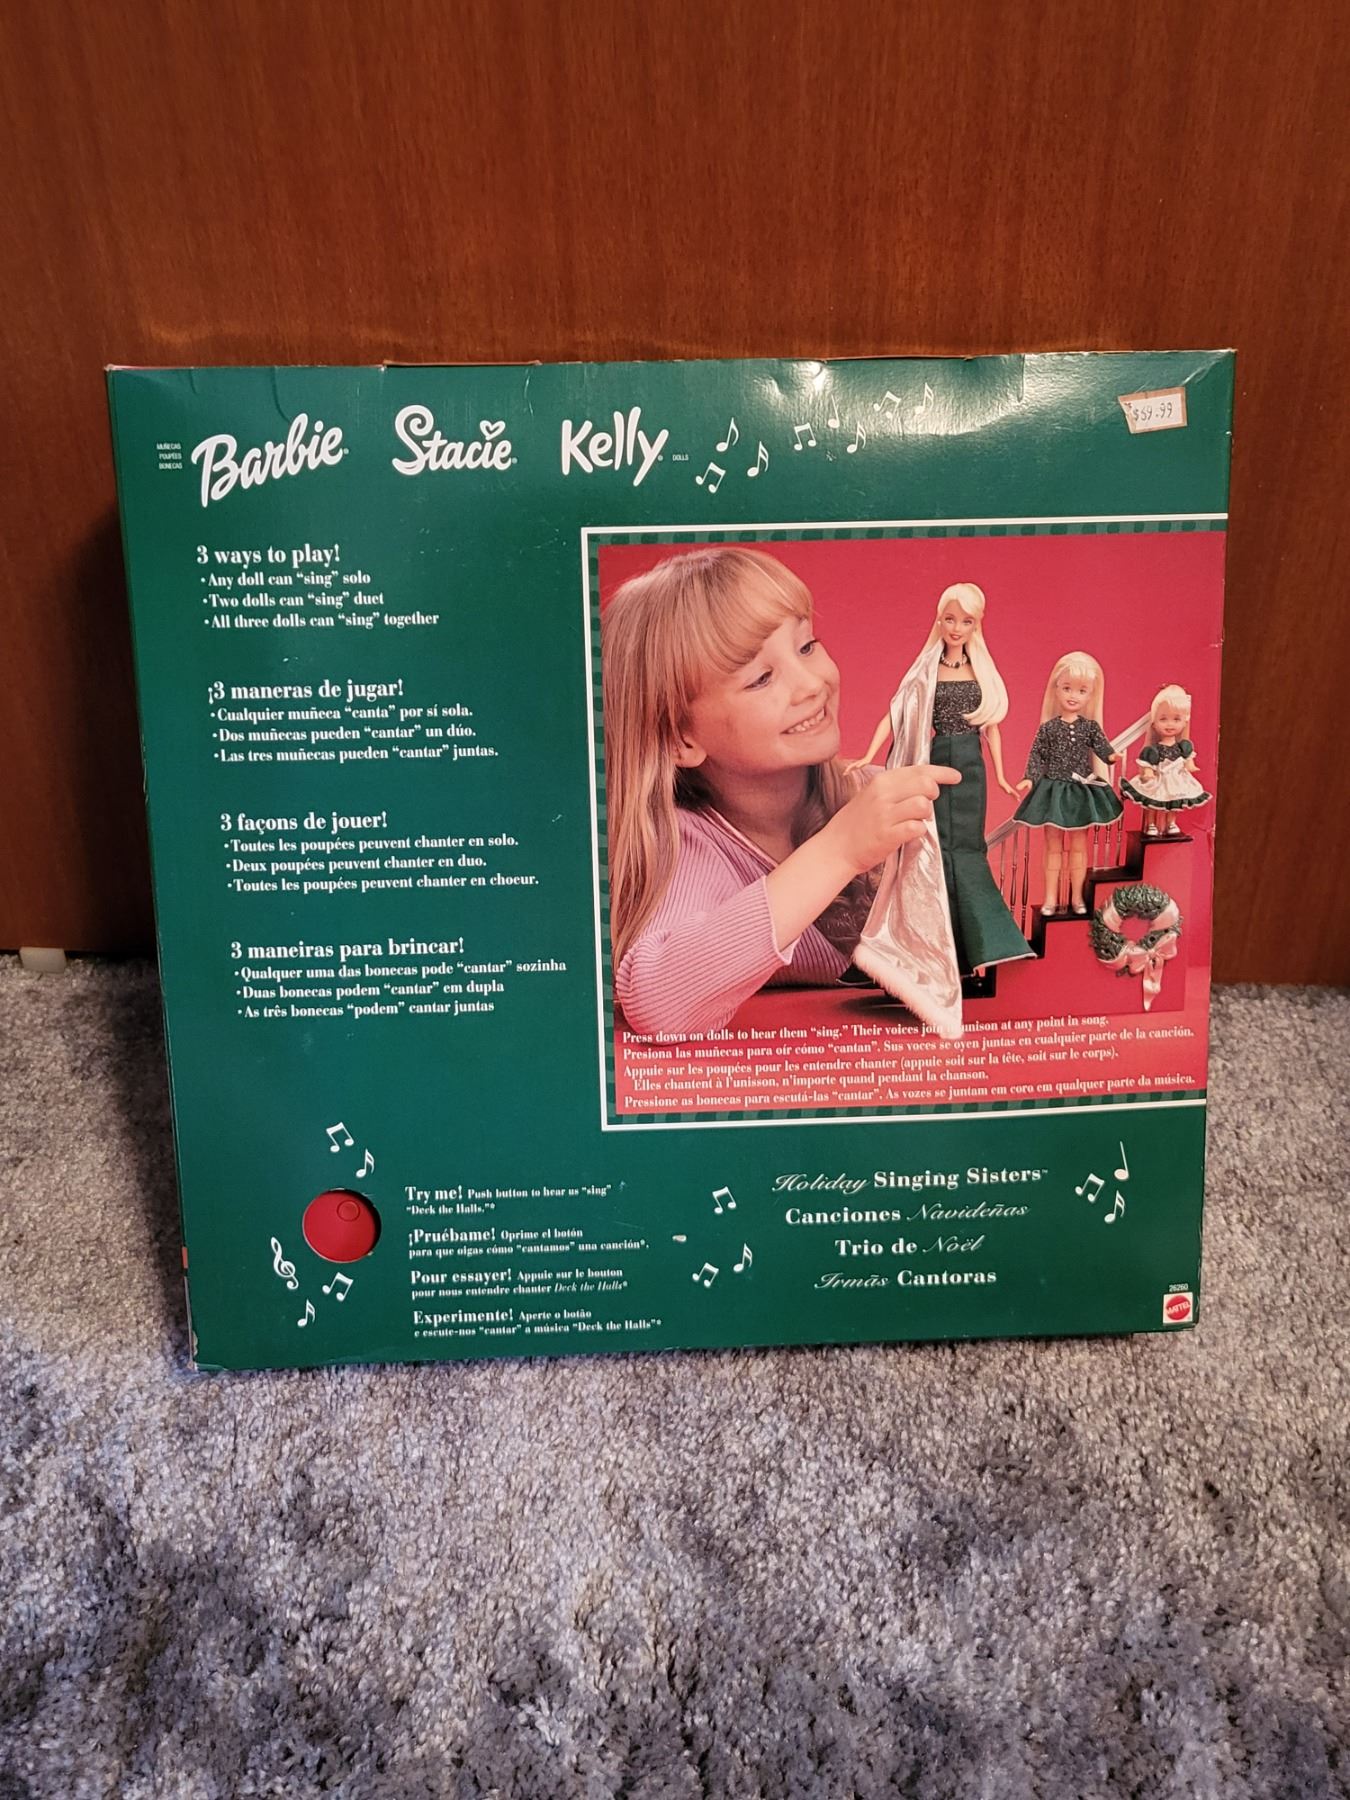 MUÑECAS
POUPÉES
BONECAS
Barbie Stacie Kelly DOLLS
$69.99
3 ways to play!
• Any doll can “sing” solo
• Two dolls can “sing” duet
• All three dolls can “sing” together
¡3 maneras de jugar!
• Cualquier muñeca “canta” por sí sola.
• Dos muñecas pueden “cantar” un dúo.
• Las tres muñecas pueden “cantar” juntas.
3 façons de jouer!
• Toutes les poupées peuvent chanter en solo.
• Deux poupées peuvent chanter en duo.
• Toutes les poupées peuvent chanter en choeur.
3 maneiras para brincar!
• Qualquer uma das bonecas pode “cantar” sozinha
• Duas bonecas podem “cantar” em dupla
• As três bonecas “podem” cantar juntas
Press down on dolls to hear them “sing.” Their voices join unison at any point in song.
Presiona las muñecas para oír cómo “cantan”. Sus voces se oyen juntas en cualquier parte de la canción.
Appuie sur les poupées pour les entendre chanter (appuie soit sur la tête, soit sur le corps).
Elles chantent à l'unisson, n'importe quand pendant la chanson.
Pressione as bonecas para escutá-las “cantar”. As vozes se juntam em coro em qualquer parte da música.
Try me! Push button to hear us “sing”
“Deck the Halls.”*
¡Pruébame! Oprime el botón
para que oigas cómo “cantamos” una canción*.
Pour essayer! Appuie sur le bouton
pour nous entendre chanter Deck the Halls*
Experimente! Aperte o botão
e escute-nos “cantar” a música “Deck the Halls”*
Holiday Singing Sisters™
Canciones Navideñas
Trio de Noël
Irmãs Cantoras
26260
MATTEL